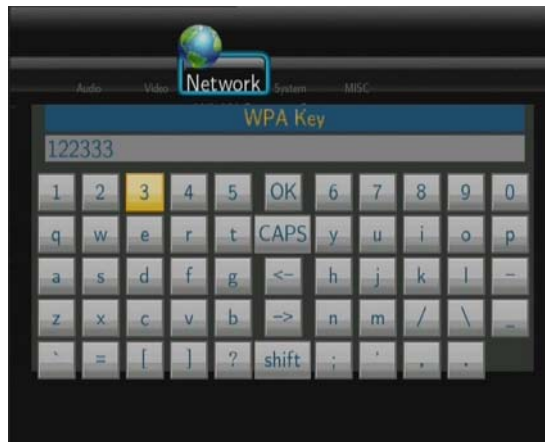 Audio Video Network System MISC
WPA Key
122333
1 2 3 4 5 OK 6 7 8 9 0
q w e r t CAPS y u i o p
a s d f g <- h j k l -
z x c v b -> n m / \ _
` = [ ] ? shift ; ' , .